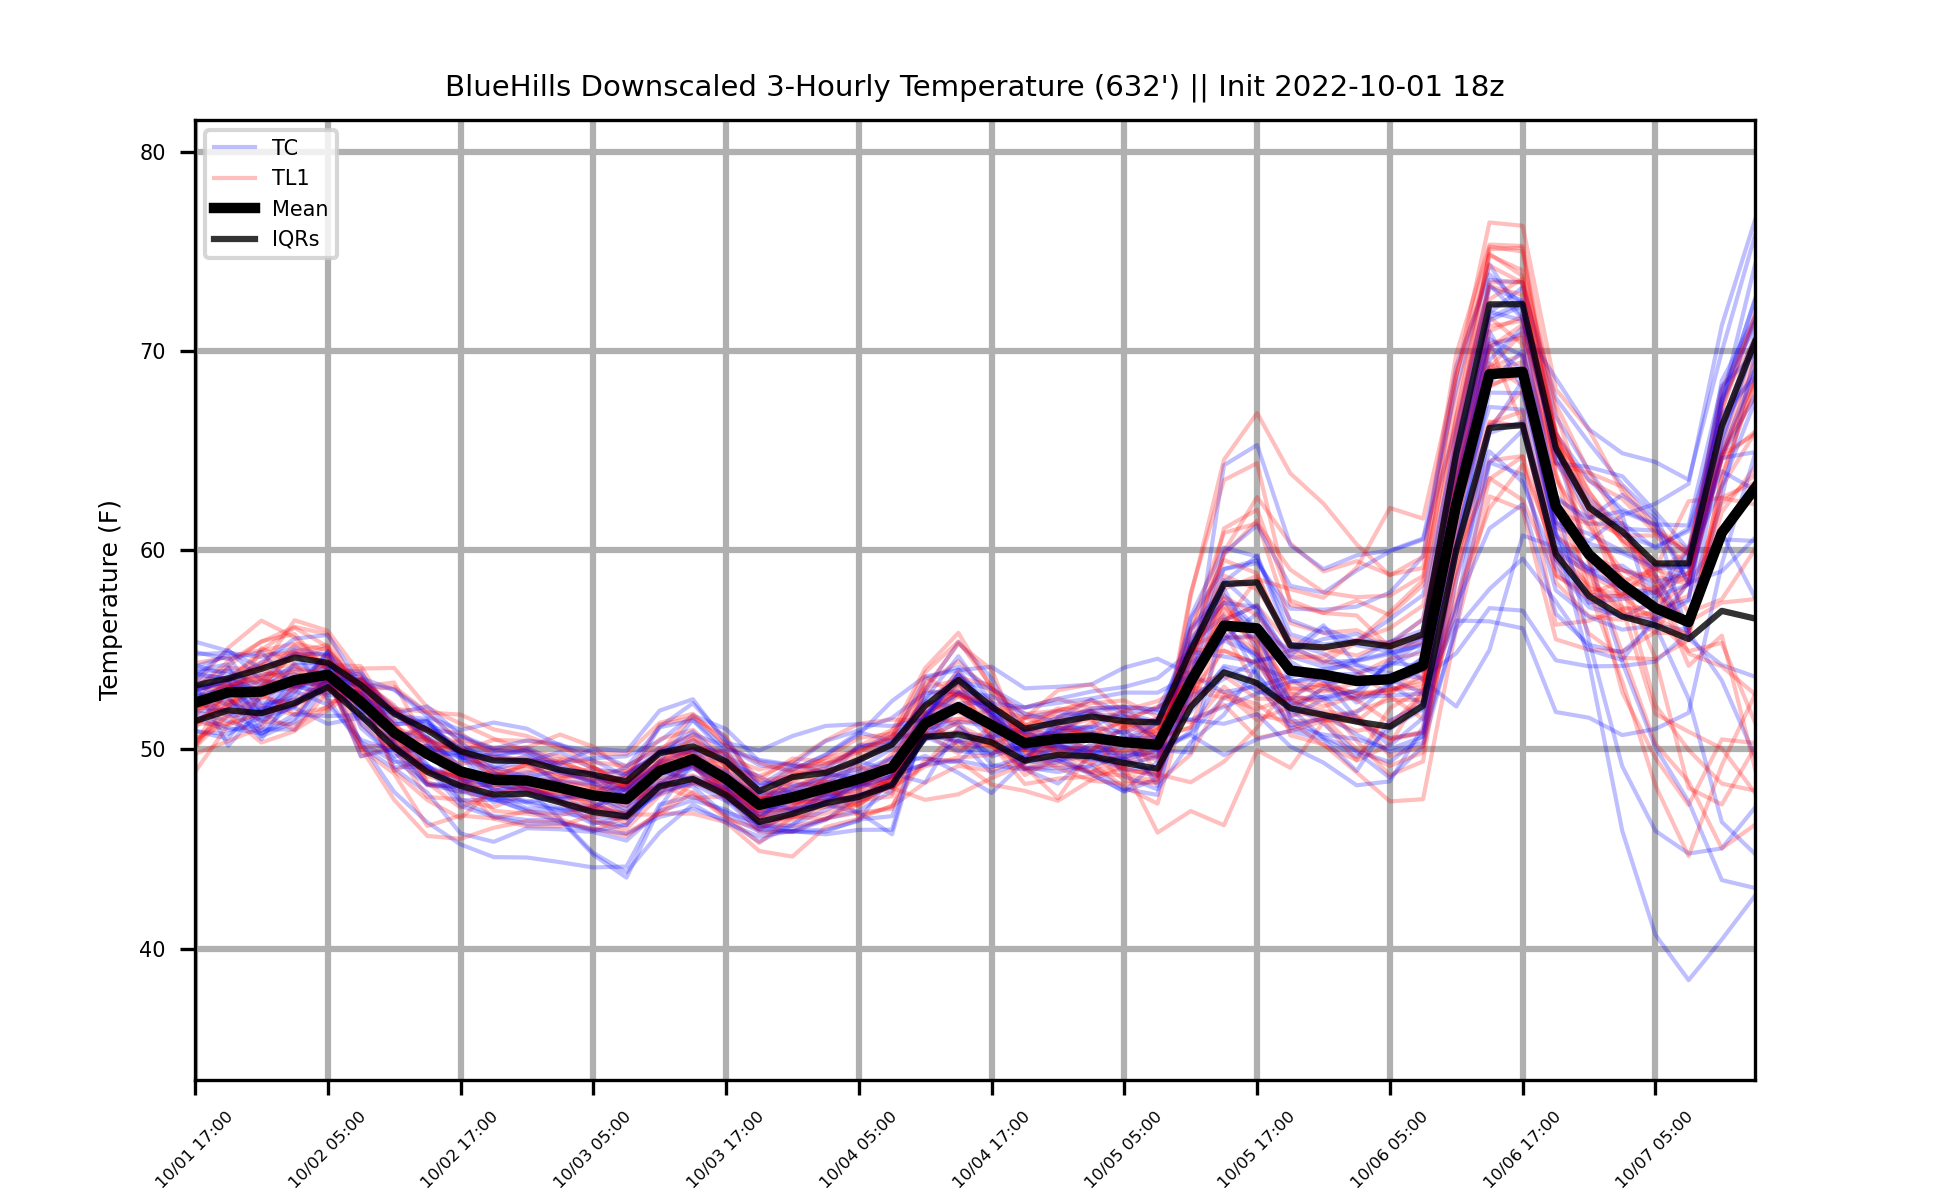 BlueHills Downscaled 3-Hourly Temperature (632') || Init 2022-10-01 18z
TC
TL1
Mean
IQRs
Temperature (F)
80
70
60
50
40
10/01 17:00
10/02 05:00
10/02 17:00
10/03 05:00
10/03 17:00
10/04 05:00
10/04 17:00
10/05 05:00
10/05 17:00
10/06 05:00
10/06 17:00
10/07 05:00